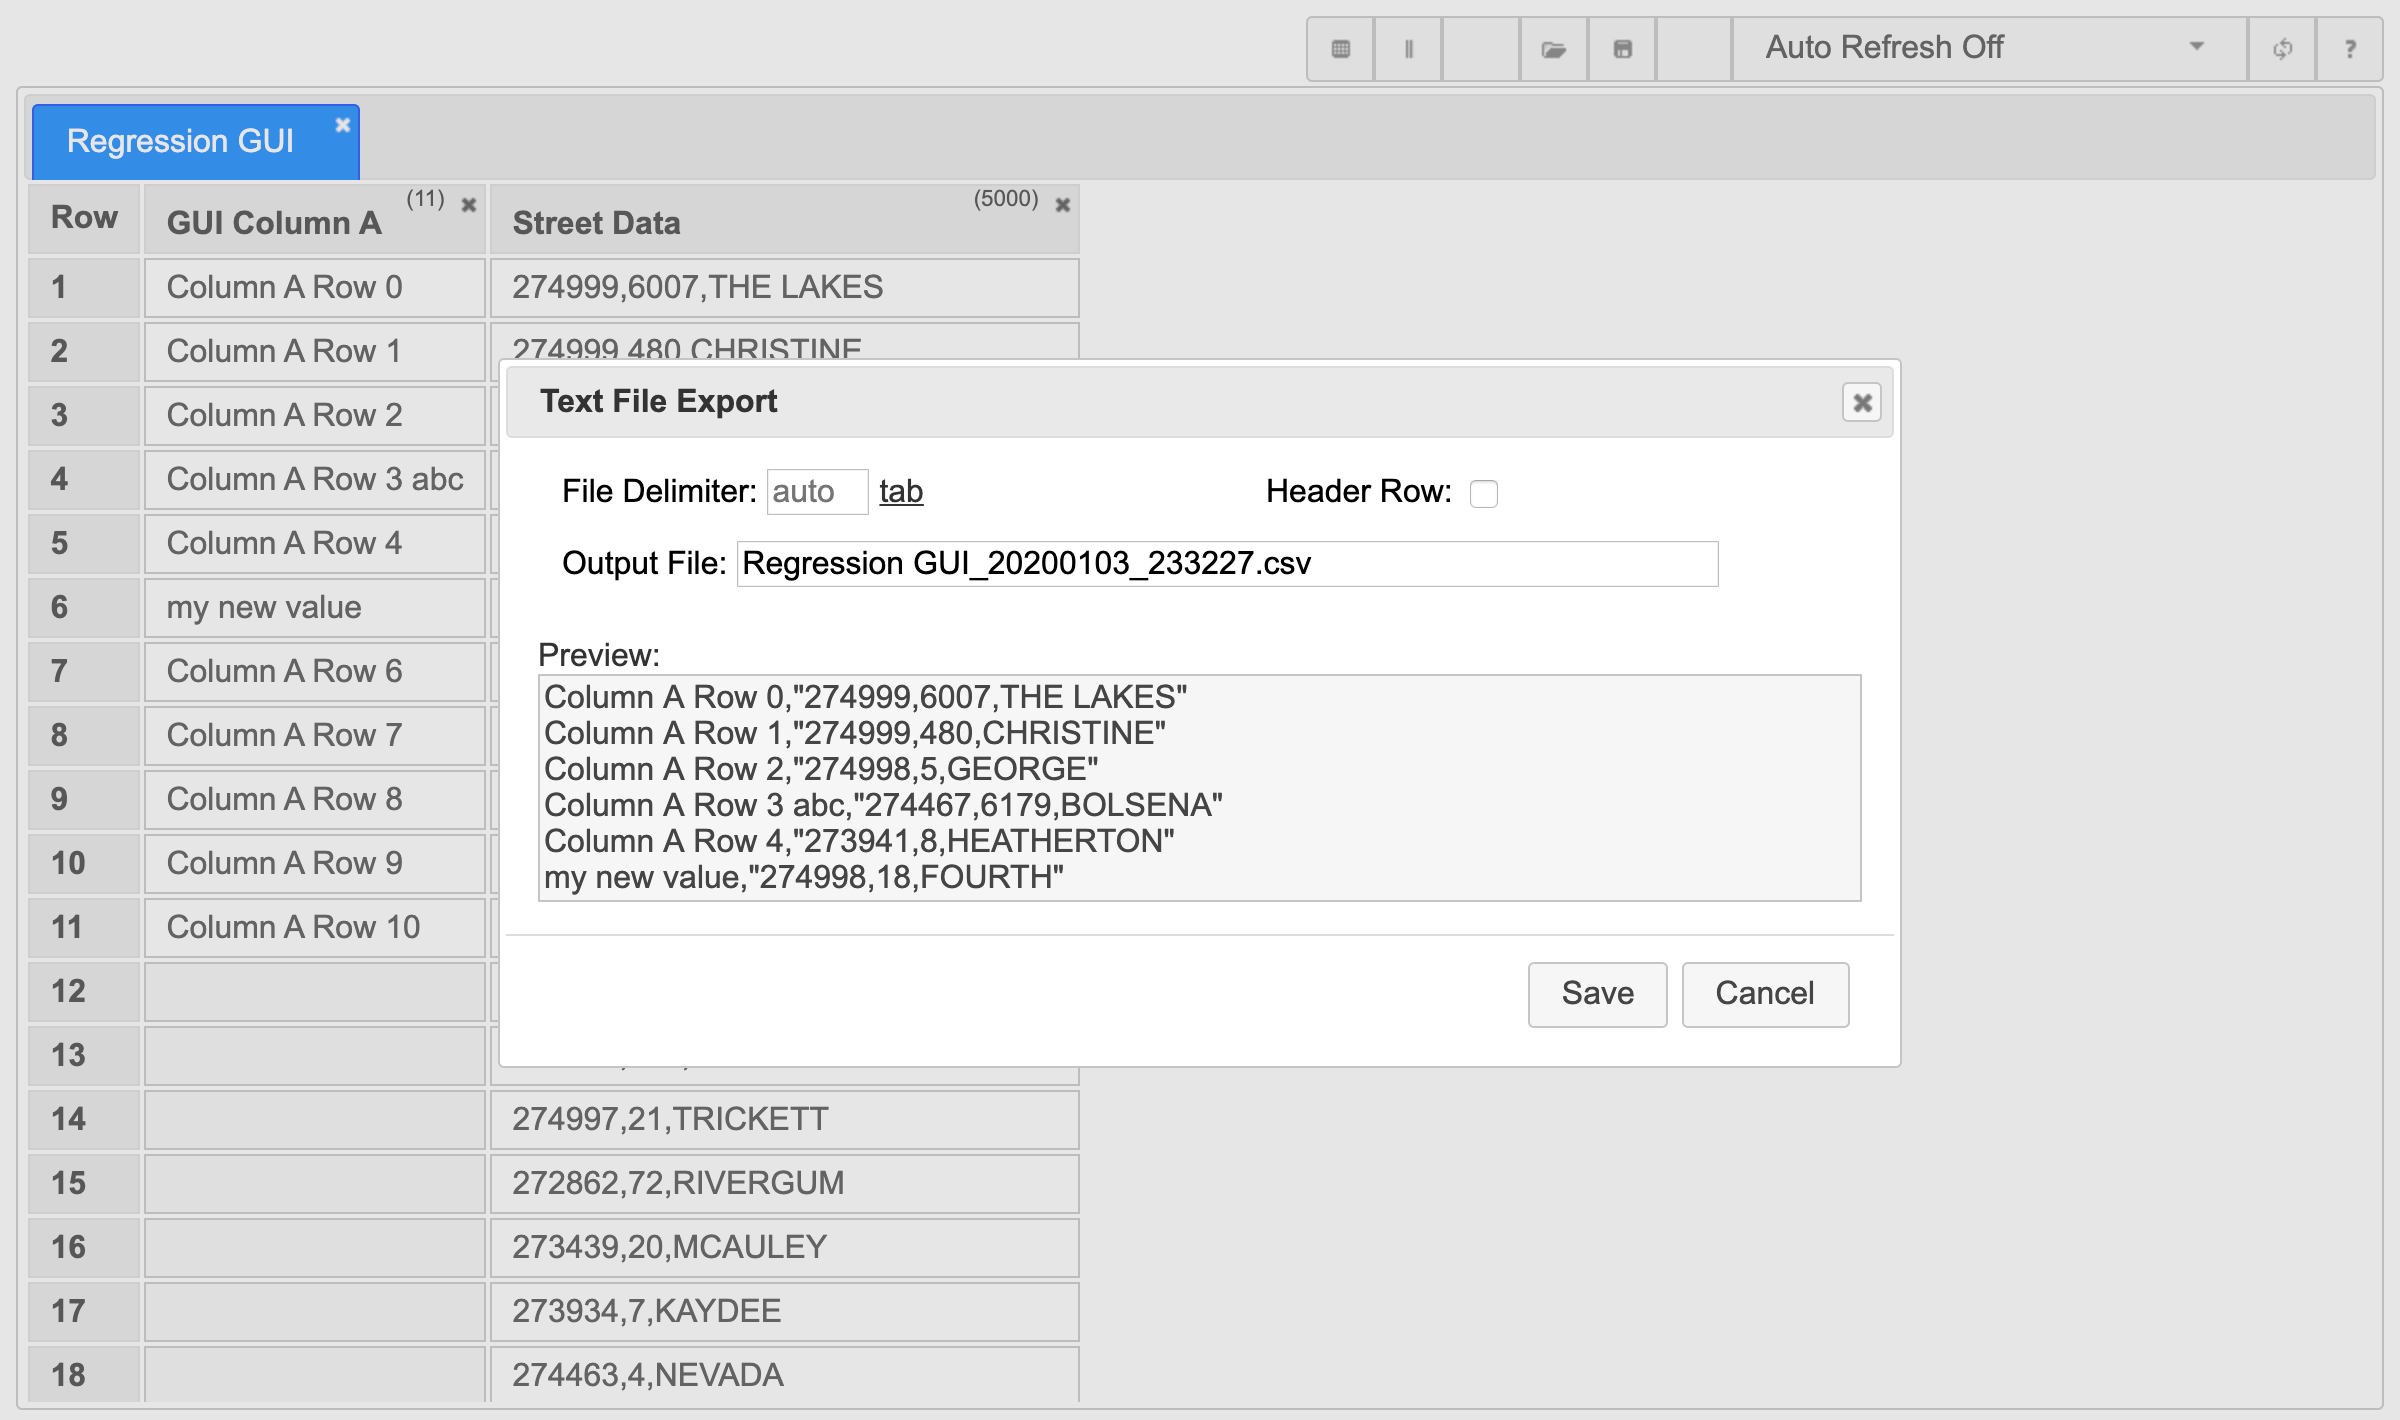 Auto Refresh Off
?
Regression GUI
Row
GUI Column A (11)
Street Data (5000)
1 Column A Row 0 274999,6007,THE LAKES
2 Column A Row 1 274999,480,CHRISTINE
3 Column A Row 2
4 Column A Row 3 abc
5 Column A Row 4
6 my new value
7 Column A Row 6
8 Column A Row 7
9 Column A Row 8
10 Column A Row 9
11 Column A Row 10
12
13
14 274997,21,TRICKETT
15 272862,72,RIVERGUM
16 273439,20,MCAULEY
17 273934,7,KAYDEE
18 274463,4,NEVADA
Text File Export
File Delimiter: auto tab Header Row:
Output File: Regression GUI_20200103_233227.csv
Preview:
Column A Row 0,"274999,6007,THE LAKES"
Column A Row 1,"274999,480,CHRISTINE"
Column A Row 2,"274998,5,GEORGE"
Column A Row 3 abc,"274467,6179,BOLSENA"
Column A Row 4,"273941,8,HEATHERTON"
my new value,"274998,18,FOURTH"
Save
Cancel